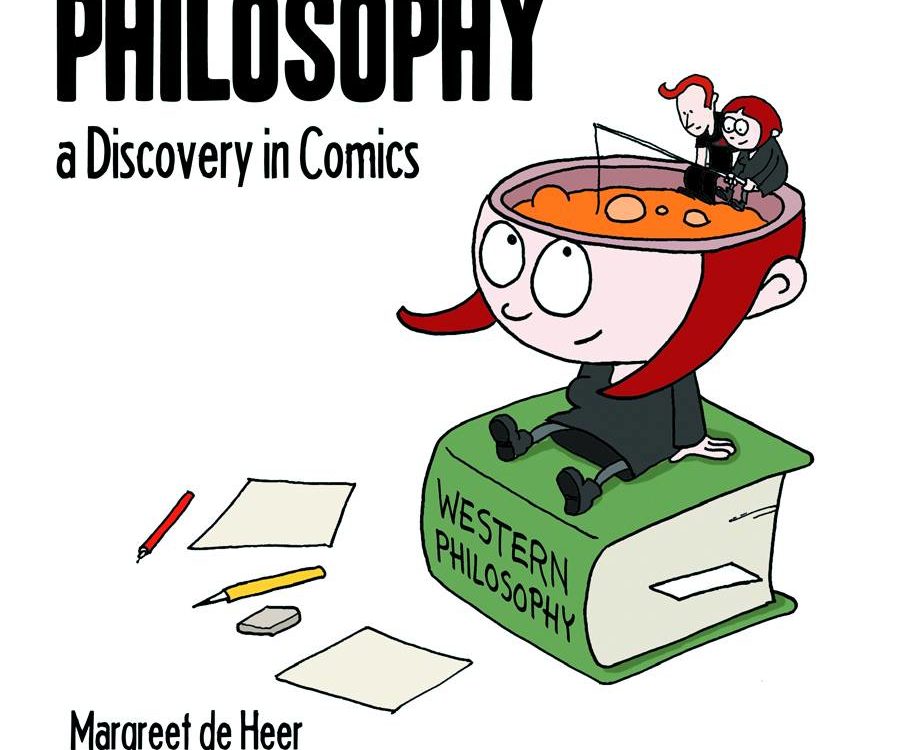 PHILOSOPHY
a Discovery in Comics
WESTERN
PHILOSOPHY
Margreet de Heer